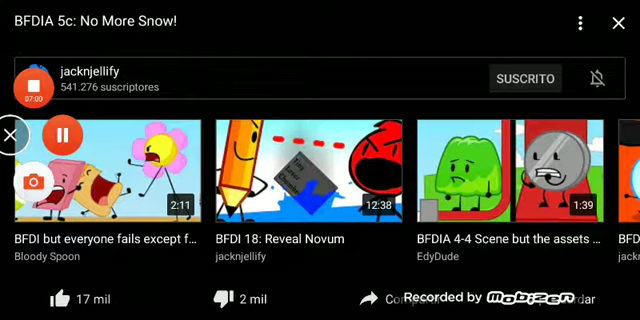 BFDIA 5c: No More Snow!
jacknjellify
541.276 suscriptores
SUSCRITO
07:00
2:11
12:38
1:39
BFDI but everyone fails except f...
BFDI 18: Reveal Novum
BFDIA 4-4 Scene but the assets ...
BFDI
Bloody Spoon
jacknjellify
EdyDude
jackn
17 mil
2 mil
Recorded by mobizen